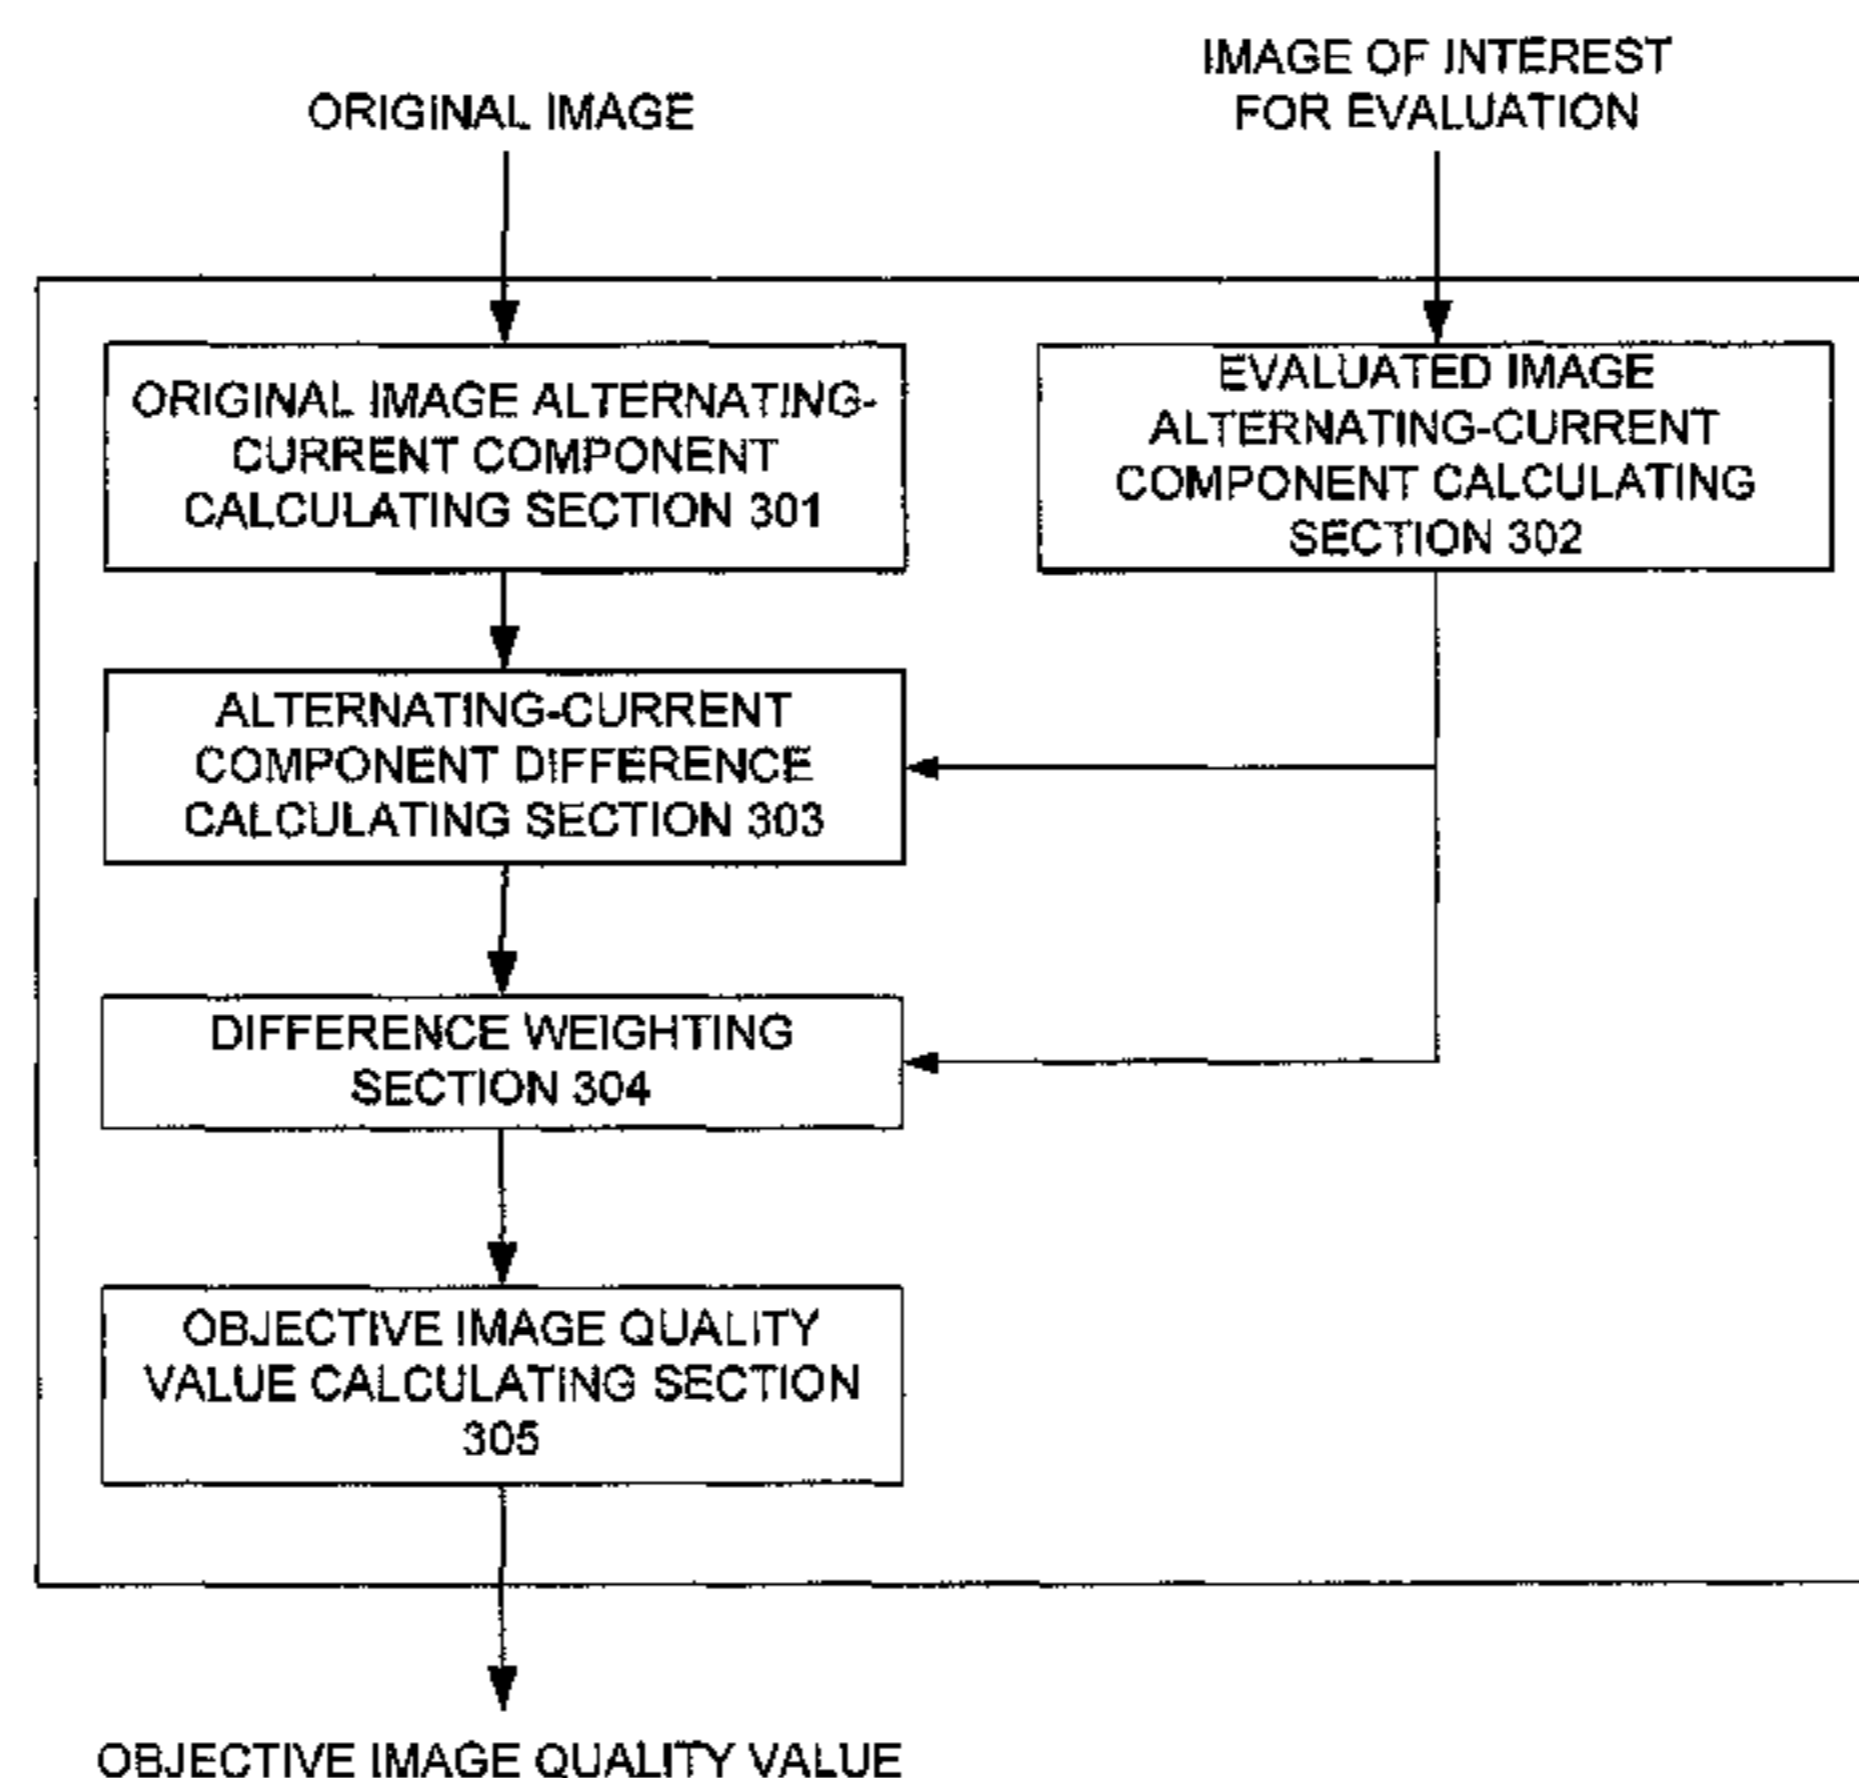 ORIGINAL IMAGE
IMAGE OF INTEREST
FOR EVALUATION
ORIGINAL IMAGE ALTERNATING-
CURRENT COMPONENT
CALCULATING SECTION 301
EVALUATED IMAGE
ALTERNATING-CURRENT
COMPONENT CALCULATING
SECTION 302
ALTERNATING-CURRENT
COMPONENT DIFFERENCE
CALCULATING SECTION 303
DIFFERENCE WEIGHTING
SECTION 304
OBJECTIVE IMAGE QUALITY
VALUE CALCULATING SECTION
305
OBJECTIVE IMAGE QUALITY VALUE